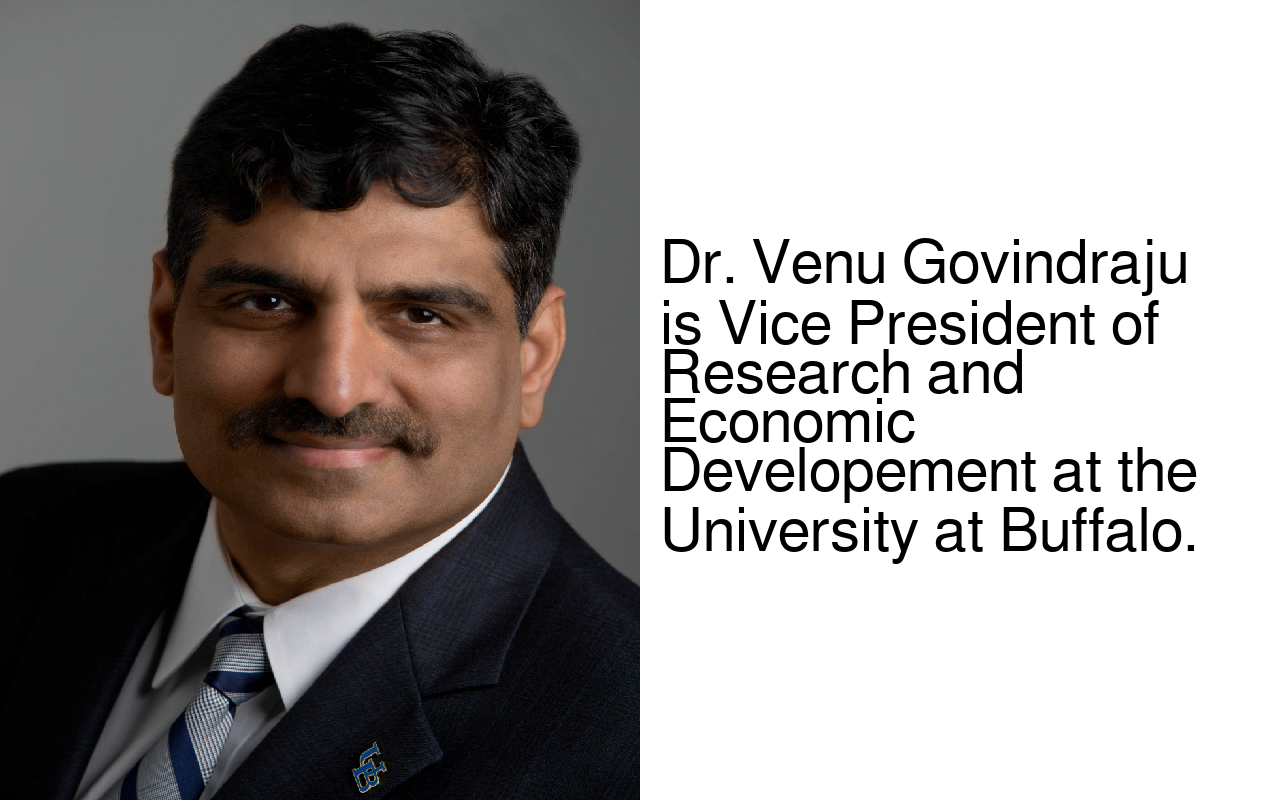 Dr. Venu Govindraju
is Vice President of
Research and
Economic
Developement at the
University at Buffalo.